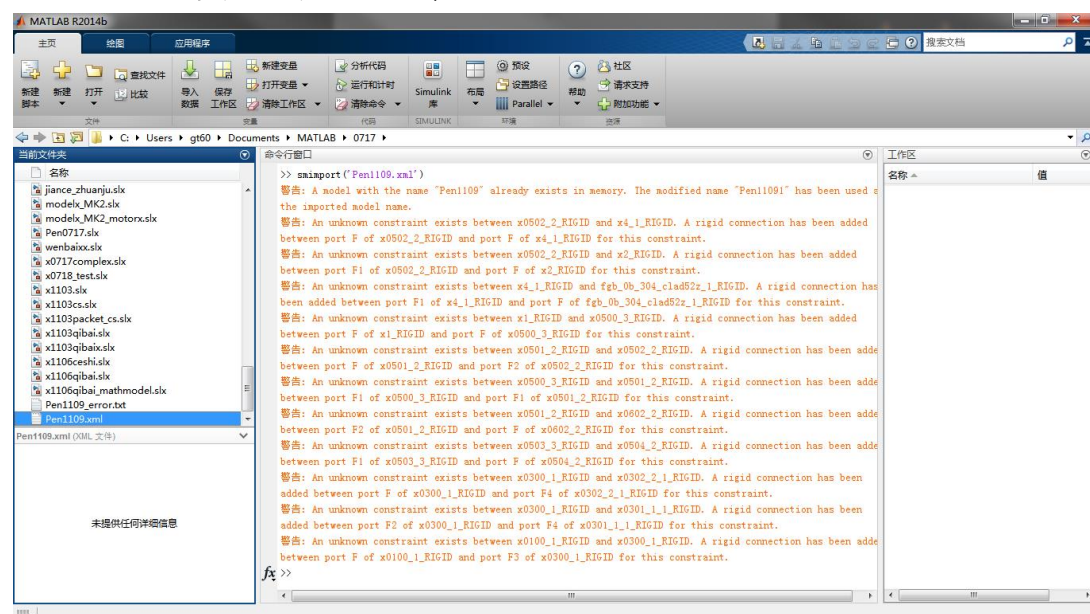 MATLAB R2014b
主页 绘图 应用程序 搜索文档
新建变量 分析代码 预设 社区
查找文件 打开变量 运行和计时 设置路径 请求支持
新建 新建 打开 比较 导入 保存 清除工作区 清除命令 Simulink 布局 Parallel 帮助 附加功能
脚本 数据 工作区 库
文件 变量 代码 SIMULINK 环境 资源
C: Users gt60 Documents MATLAB 0717
当前文件夹
名称
jiance_zhuanju.slx
modelx_MK2.slx
modelx_MK2_motorx.slx
Pen0717.slx
wenbaixx.slx
x0717complex.slx
x0718_test.slx
x1103.slx
x1103cs.slx
x1103packet_cs.slx
x1103qibai.slx
x1103qibaix.slx
x1106ceshi.slx
x1106qibai.slx
x1106qibai_mathmodel.slx
Pen1109_error.txt
Pen1109.xml
Pen1109.xml (XML 文件)
未提供任何详细信息
命令行窗口
>> smimport('Pen1109.xml')
警告: A model with the name "Pen1109" already exists in memory. The modified name "Pen11091" has been used a
the imported model name.
警告: An unknown constraint exists between x0502_2_RIGID and x4_1_RIGID. A rigid connection has been added
between port F of x0502_2_RIGID and port F of x4_1_RIGID for this constraint.
警告: An unknown constraint exists between x0502_2_RIGID and x2_RIGID. A rigid connection has been added
between port F1 of x0502_2_RIGID and port F of x2_RIGID for this constraint.
警告: An unknown constraint exists between x4_1_RIGID and fgb_0b_304_clad52z_1_RIGID. A rigid connection has
been added between port F1 of x4_1_RIGID and port F of fgb_0b_304_clad52z_1_RIGID for this constraint.
警告: An unknown constraint exists between x1_RIGID and x0500_3_RIGID. A rigid connection has been added
between port F of x1_RIGID and port F of x0500_3_RIGID for this constraint.
警告: An unknown constraint exists between x0501_2_RIGID and x0502_2_RIGID. A rigid connection has been adde
between port F of x0501_2_RIGID and port F2 of x0502_2_RIGID for this constraint.
警告: An unknown constraint exists between x0500_3_RIGID and x0501_2_RIGID. A rigid connection has been adde
between port F1 of x0500_3_RIGID and port F1 of x0501_2_RIGID for this constraint.
警告: An unknown constraint exists between x0501_2_RIGID and x0602_2_RIGID. A rigid connection has been adde
between port F2 of x0501_2_RIGID and port F of x0602_2_RIGID for this constraint.
警告: An unknown constraint exists between x0503_3_RIGID and x0504_2_RIGID. A rigid connection has been adde
between port F1 of x0503_3_RIGID and port F of x0504_2_RIGID for this constraint.
警告: An unknown constraint exists between x0300_1_RIGID and x0302_2_1_RIGID. A rigid connection has been
added between port F of x0300_1_RIGID and port F4 of x0302_2_1_RIGID for this constraint.
警告: An unknown constraint exists between x0300_1_RIGID and x0301_1_1_RIGID. A rigid connection has been
added between port F2 of x0300_1_RIGID and port F4 of x0301_1_1_RIGID for this constraint.
警告: An unknown constraint exists between x0100_1_RIGID and x0300_1_RIGID. A rigid connection has been adde
between port F of x0100_1_RIGID and port F3 of x0300_1_RIGID for this constraint.
fx >>
工作区
名称 值